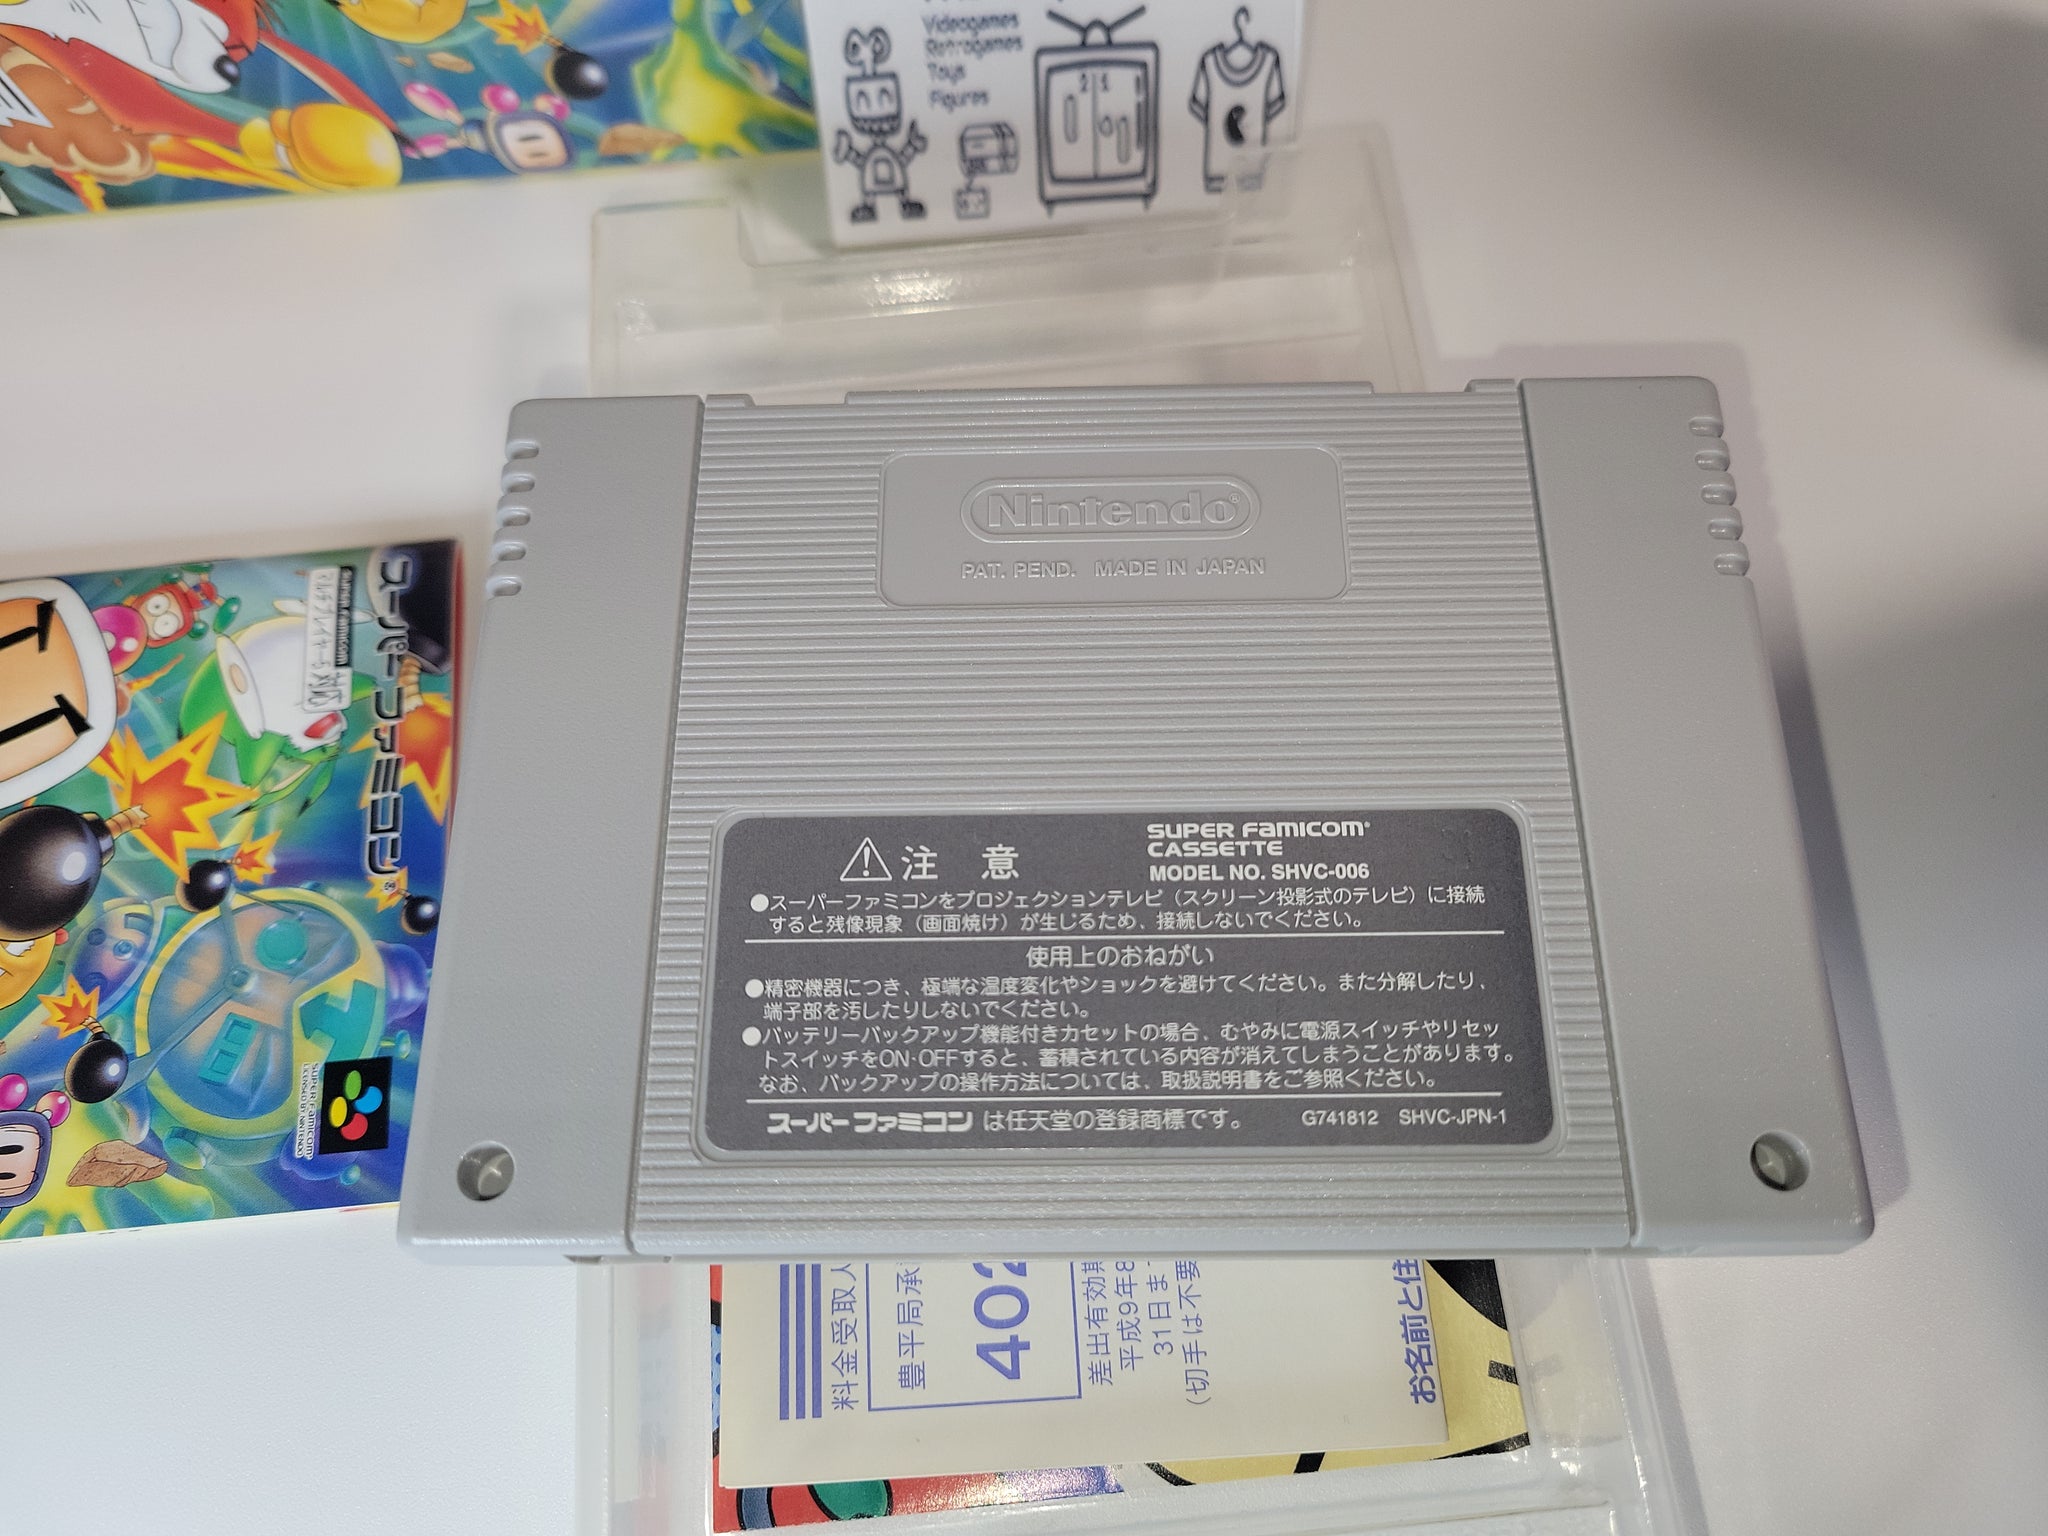 Videogames
Retrogames
Toys
Figures
Nintendo®
PAT. PEND. MADE IN JAPAN
スーパーファミコン®
Super Famicom
マルチプレイヤー5対応
SUPER Famicom
LICENSED BY NINTENDO
注意
SUPER FAMICOM®
CASSETTE
MODEL NO. SHVC-006
●スーパーファミコンをプロジェクションテレビ（スクリーン投影式のテレビ）に接続
すると残像現象（画面焼け）が生じるため、接続しないでください。
使用上のおねがい
●精密機器につき、極端な温度変化やショックを避けてください。また分解したり、
端子部を汚したりしないでください。
●バッテリーバックアップ機能付きカセットの場合、むやみに電源スイッチやリセッ
トスイッチをON·OFFすると、蓄積されている内容が消えてしまうことがあります。
なお、バックアップの操作方法については、取扱説明書をご参照ください。
スーパーファミコンは任天堂の登録商標です。 G741812 SHVC-JPN-1
料金受取人
豊平局承
402
差出有効期
平成9年8
31日ま
(切手は不要
お名前と住